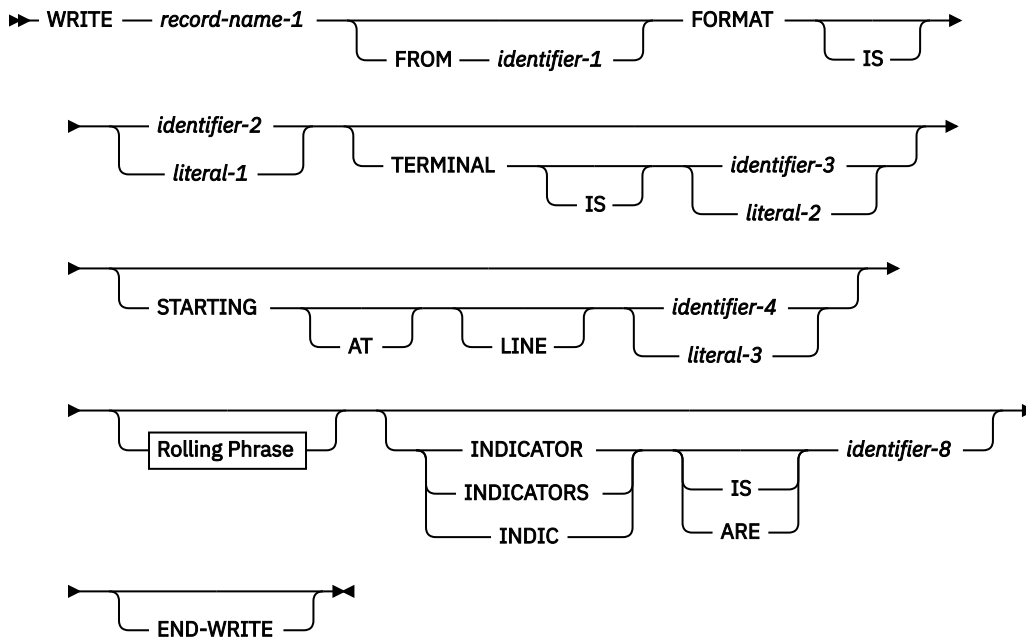 WRITE record-name-1 FORMAT
FROM identifier-1 IS
identifier-2
literal-1 TERMINAL identifier-3
IS literal-2
STARTING identifier-4
AT LINE literal-3
Rolling Phrase INDICATOR identifier-8
INDICATORS IS
INDIC ARE
END-WRITE